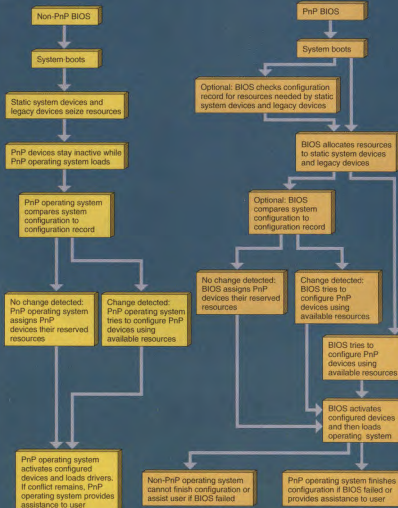 Non-PnP BIOS
System boots
Static system devices and
legacy devices seize resources
PnP devices stay inactive while
PnP operating system loads
PnP operating system
compares system
configuration to
configuration record
No change detected:
PnP operating system
assigns PnP
devices their reserved
resources
Change detected:
PnP operating system
tries to configure PnP
devices using
available resources
PnP operating system
activates configured
devices and loads drivers.
If conflict remains, PnP
operating system provides
assistance to user
PnP BIOS
System boots
Optional: BIOS checks configuration
record for resources needed by static
system devices and legacy devices
BIOS allocates resources
to static system devices
and legacy devices
Optional: BIOS
compares system
configuration to
configuration record
No change detected:
BIOS assigns PnP
devices their reserved
resources
Change detected:
BIOS tries to
configure PnP
devices using
available resources
BIOS tries to
configure PnP
devices using
available resources
BIOS activates
configured devices
and then loads
operating system
Non-PnP operating system
cannot finish configuration or
assist user if BIOS failed
PnP operating system finishes
configuration if BIOS failed or
provides assistance to user